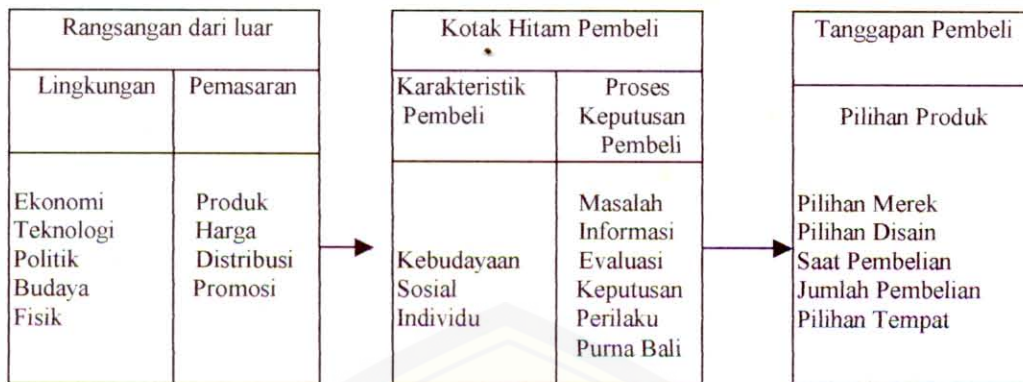 Rangsangan dari luar
Lingkungan
Pemasaran
Ekonomi
Teknologi
Politik
Budaya
Fisik
Produk
Harga
Distribusi
Promosi
Kotak Hitam Pembeli
Karakteristik
Pembeli
Proses
Keputusan
Pembeli
Kebudayaan
Sosial
Individu
Masalah
Informasi
Evaluasi
Keputusan
Perilaku
Purna Bali
Tanggapan Pembeli
Pilihan Produk
Pilihan Merek
Pilihan Disain
Saat Pembelian
Jumlah Pembelian
Pilihan Tempat